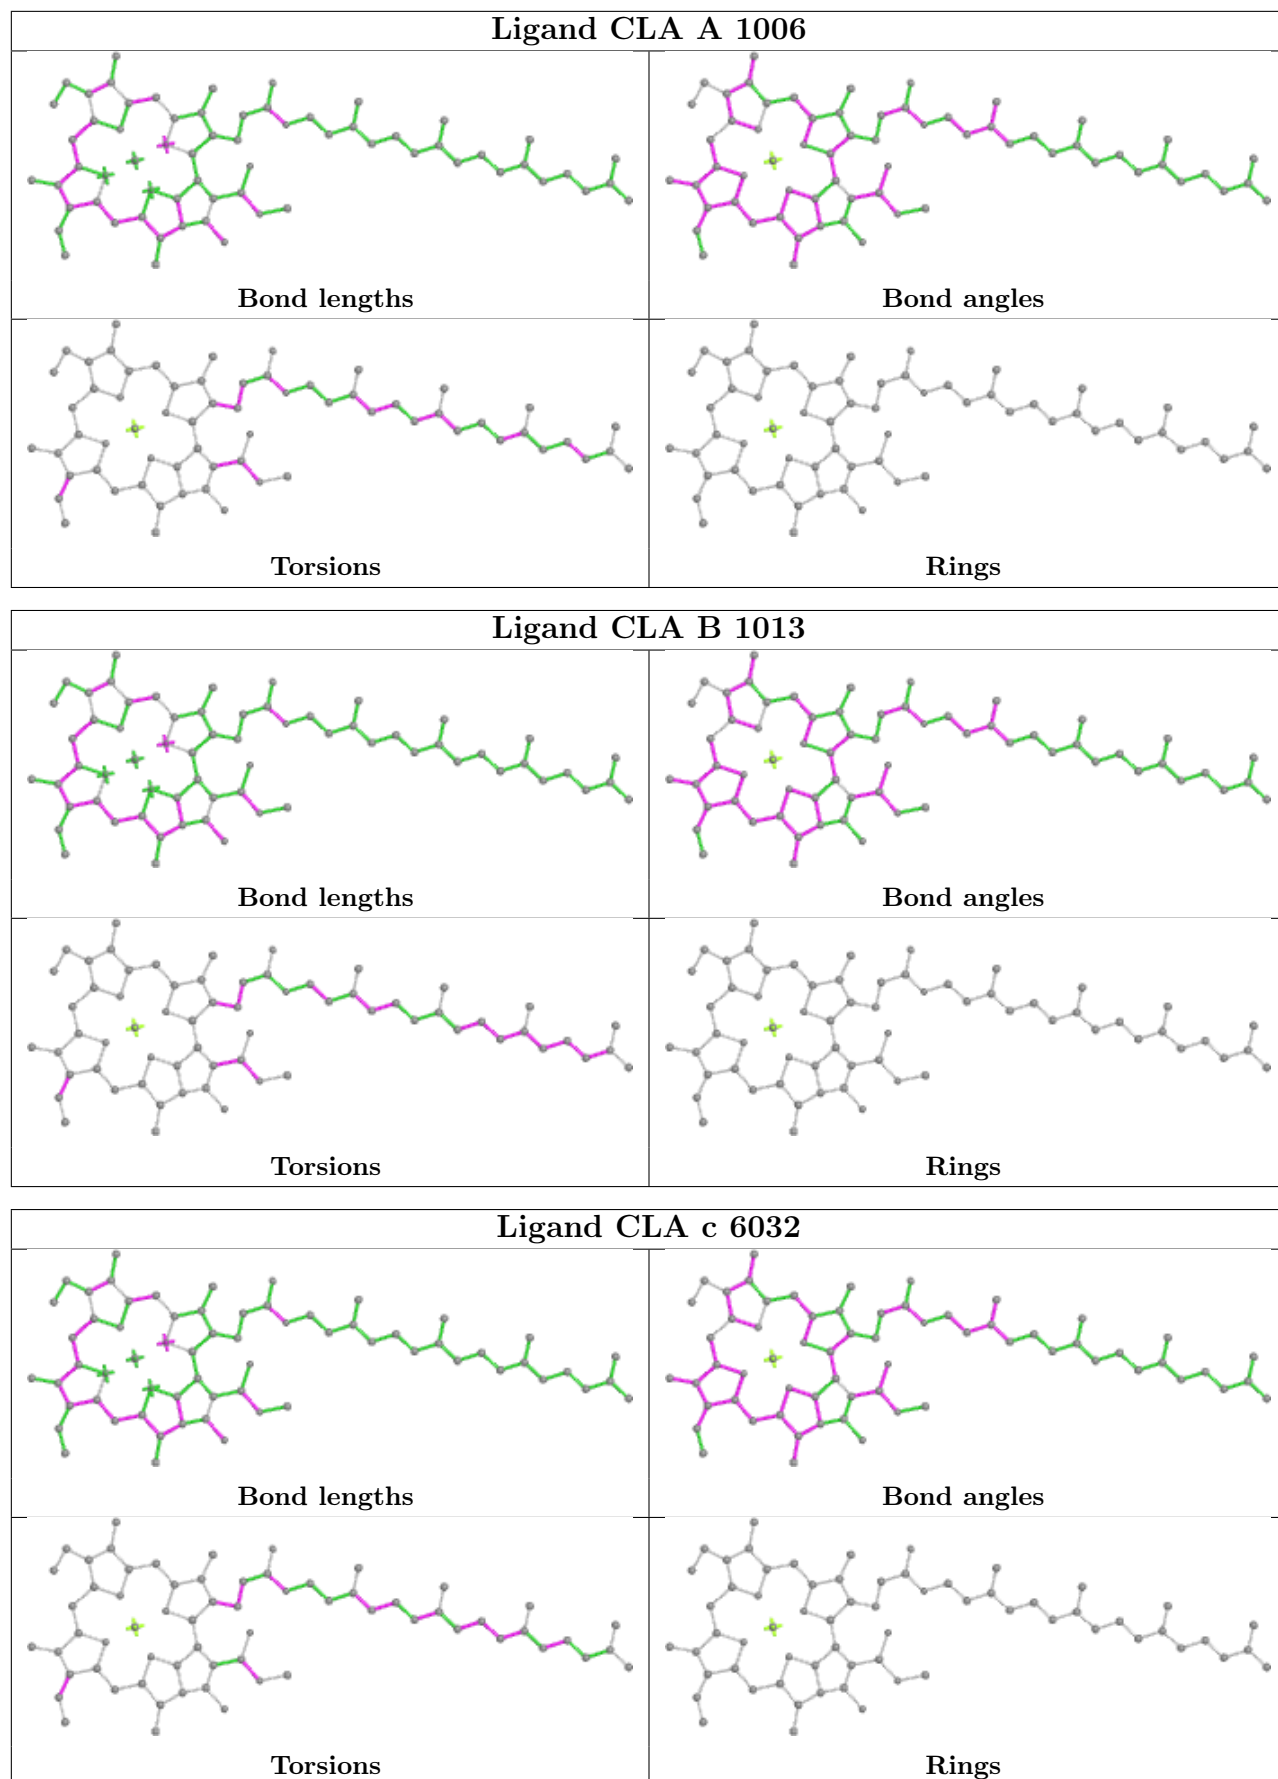 Ligand CLA A 1006
Bond lengths
Bond angles
Torsions
Rings
Ligand CLA B 1013
Bond lengths
Bond angles
Torsions
Rings
Ligand CLA c 6032
Bond lengths
Bond angles
Torsions
Rings